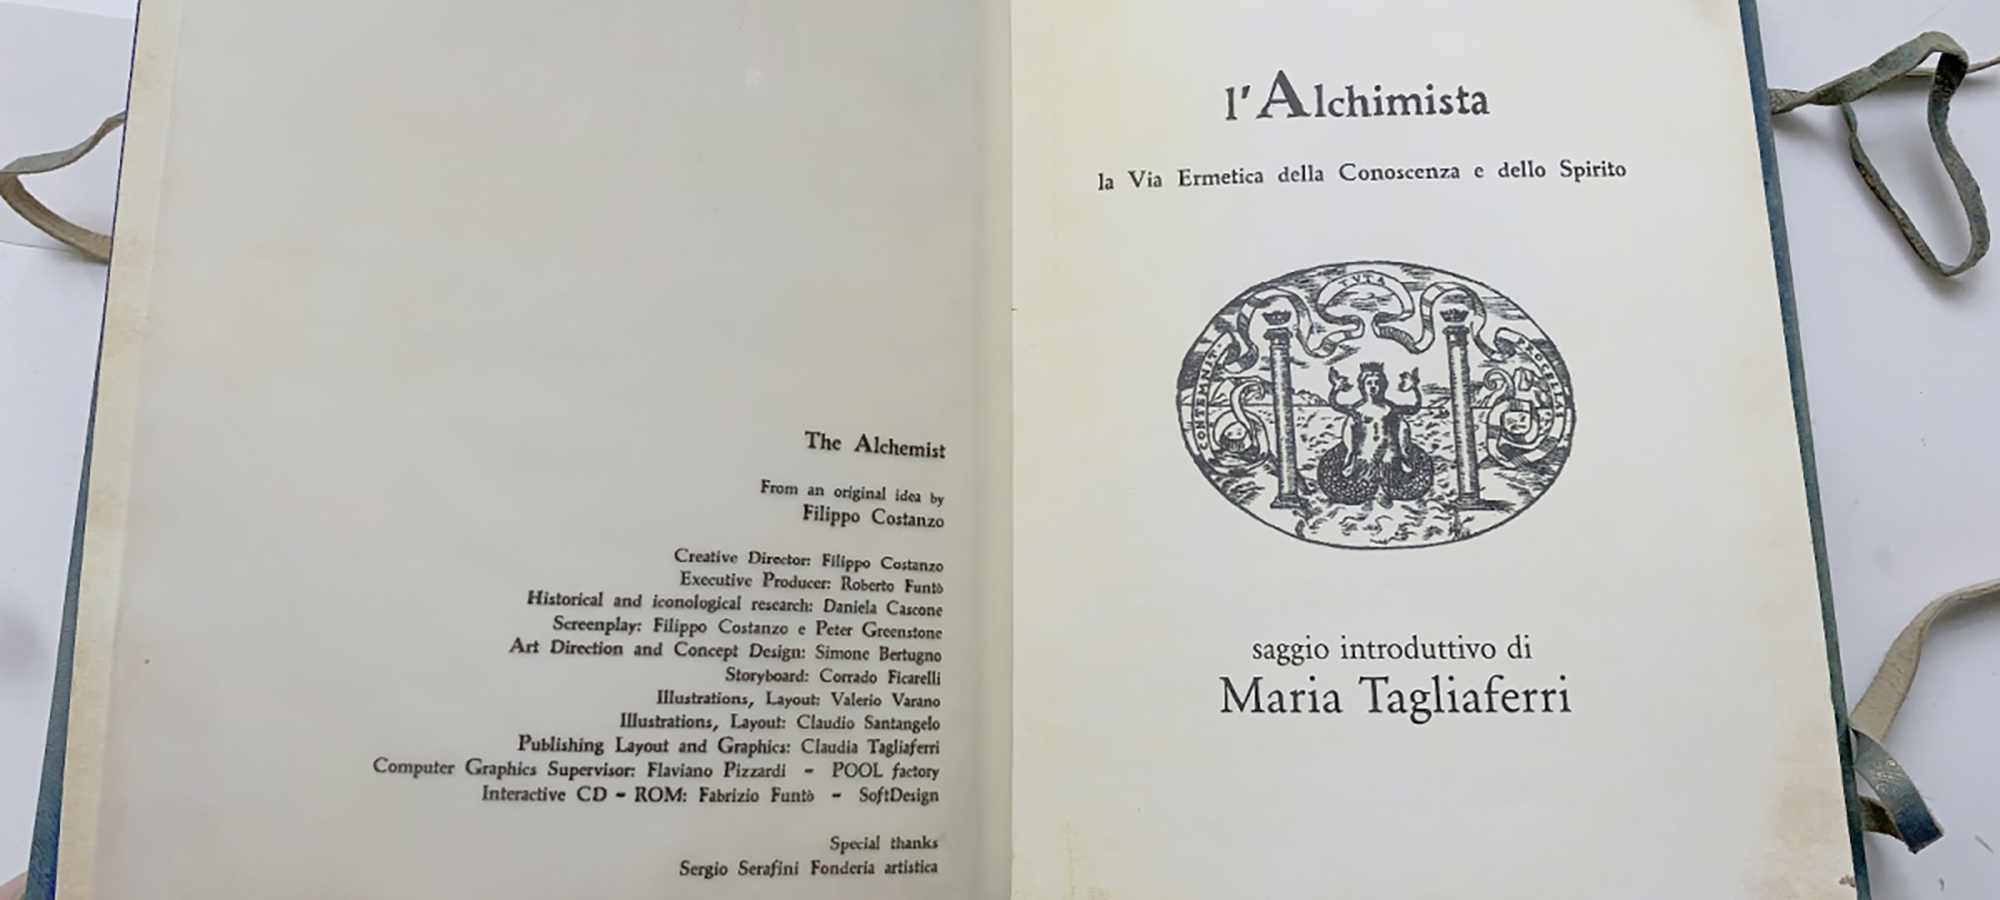 The Alchemist
From an original idea by
Filippo Costanzo
Creative Director: Filippo Costanzo
Executive Producer: Roberto Funtò
Historical and iconological research: Daniela Cascone
Screenplay: Filippo Costanzo e Peter Greenstone
Art Direction and Concept Design: Simone Bertugno
Storyboard: Corrado Ficarelli
Illustrations, Layout: Valerio Varano
Illustrations, Layout: Claudio Santangelo
Publishing Layout and Graphics: Claudia Tagliaferri
Computer Graphics Supervisor: Flaviano Pizzardi - POOL factory
Interactive CD - ROM: Fabrizio Funtò - SoftDesign
Special thanks
Sergio Serafini Fonderia artistica
l'Alchimista
la Via Ermetica della Conoscenza e dello Spirito
CONTEMNIT
TVTA
PROCELLAS
saggio introduttivo di
Maria Tagliaferri